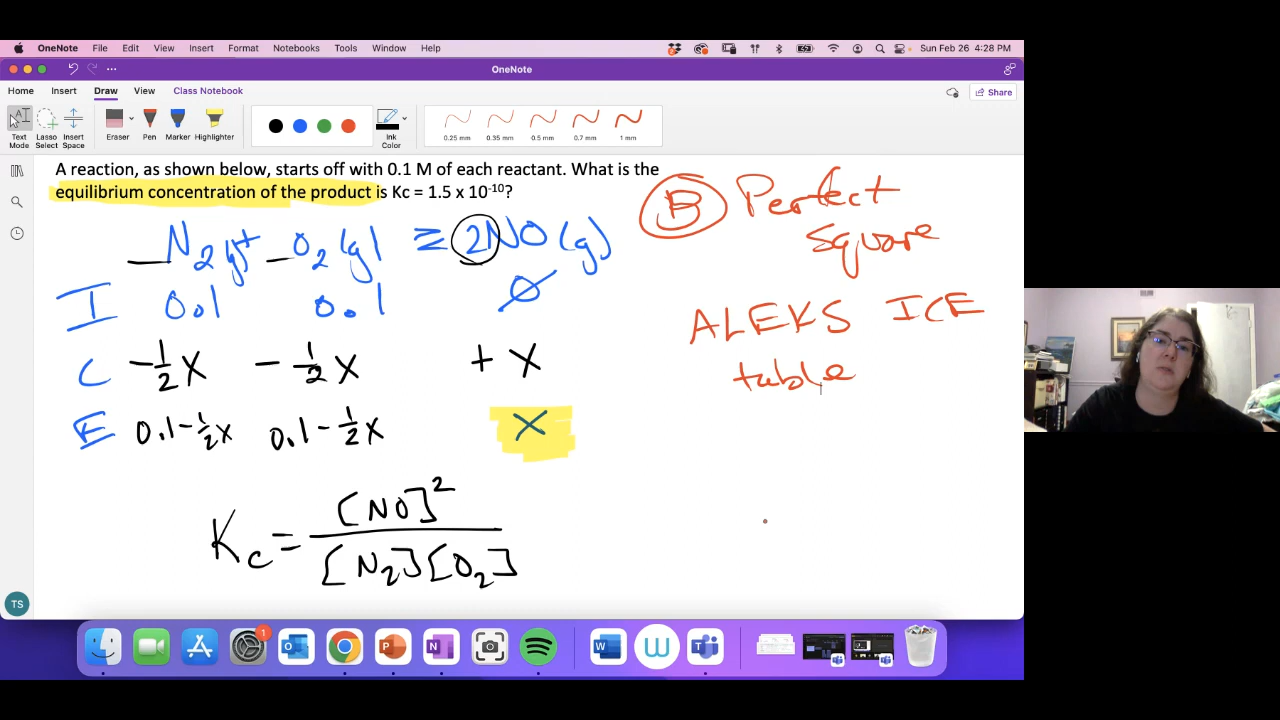 OneNote File Edit View Insert Format Notebooks Tools Window Help Sun Feb 26 4:28 PM
OneNote
Home Insert Draw View Class Notebook Share
Text Mode Lasso Select Insert Space Eraser Pen Marker Highlighter Ink Color 0.25 mm 0.35 mm 0.5 mm 0.7 mm 1 mm
A reaction, as shown below, starts off with 0.1 M of each reactant. What is the
equilibrium concentration of the product is Kc = 1.5 x 10⁻¹⁰?
_N₂(g) + _O₂(g) ⇌ 2NO(g)
I 0.1 0.1 Ø
C -½X -½X +X
E 0.1-½X 0.1-½X X
Kc = [NO]² / [N₂][O₂]
B Perfect
Square
ALEKS ICE
table
TS
1